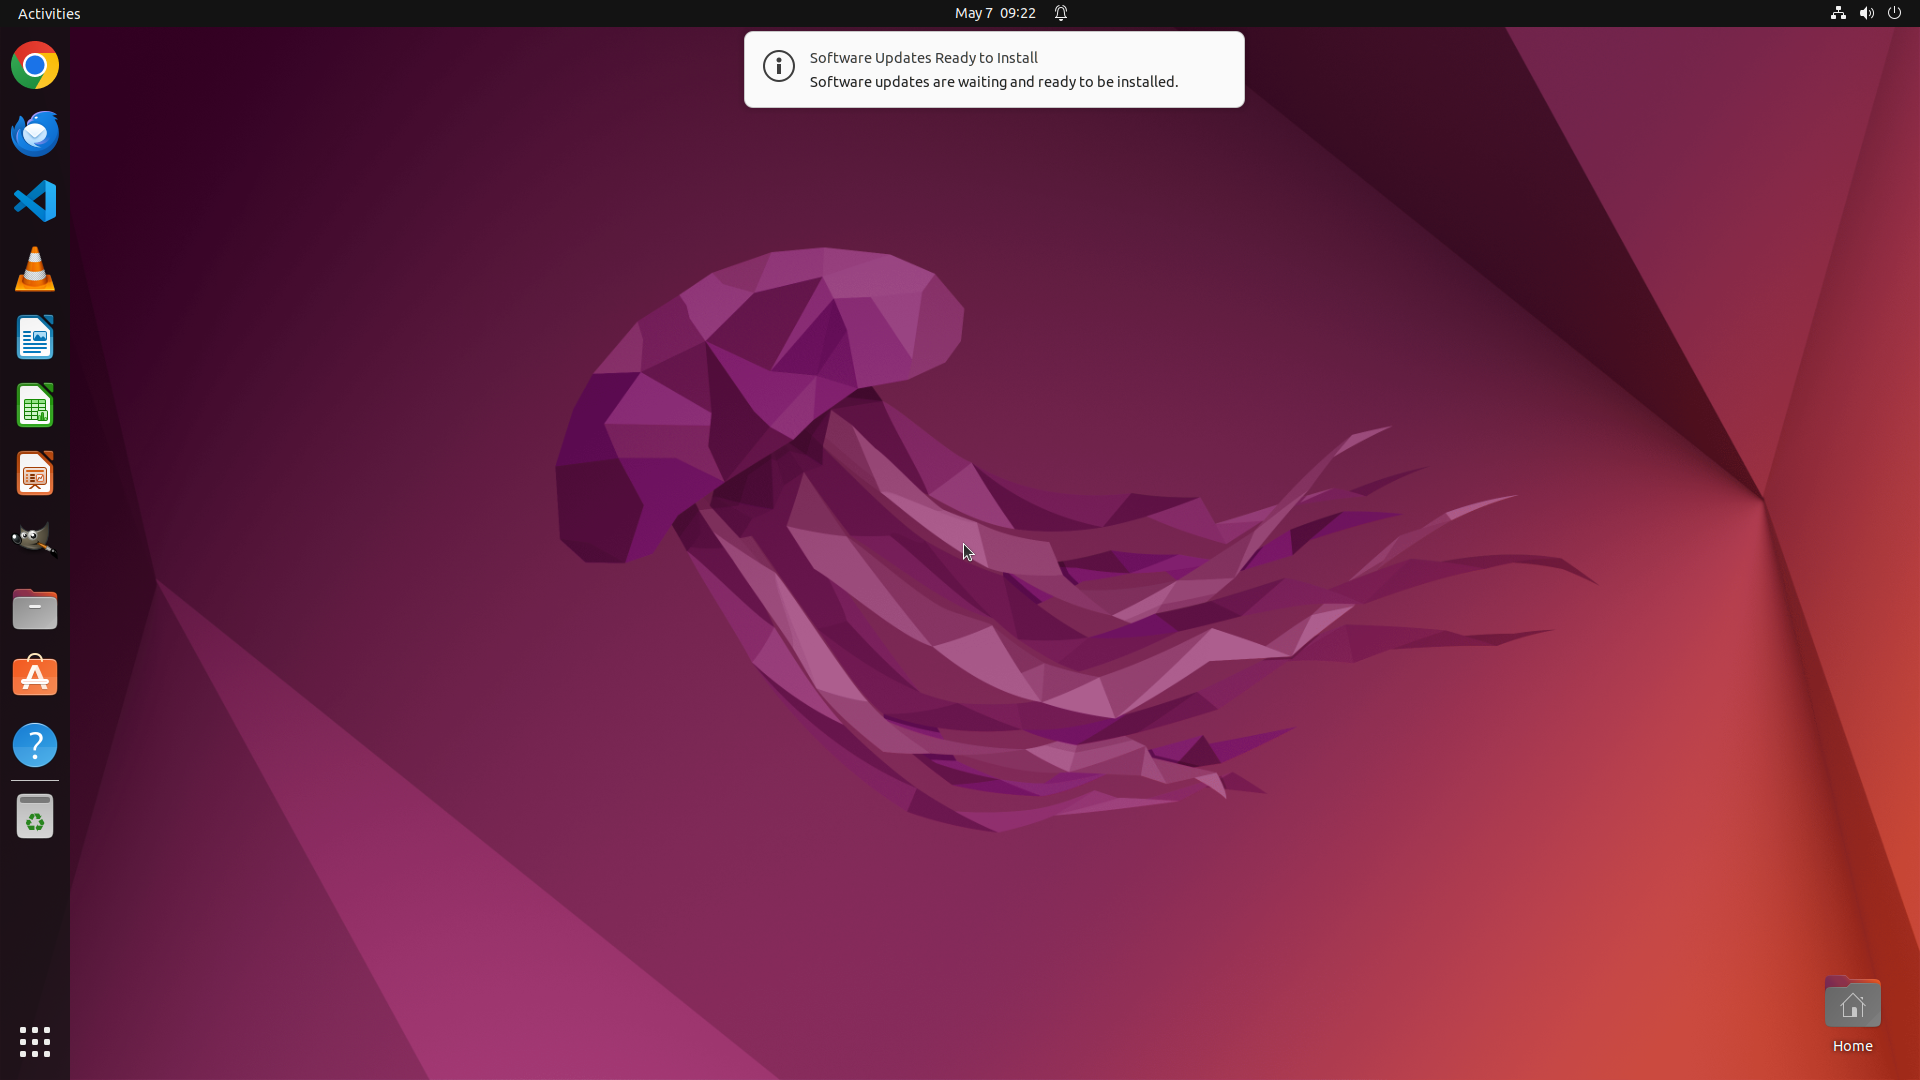 Activities
May 7 09:22
Software Updates Ready to Install
Software updates are waiting and ready to be installed.
Home